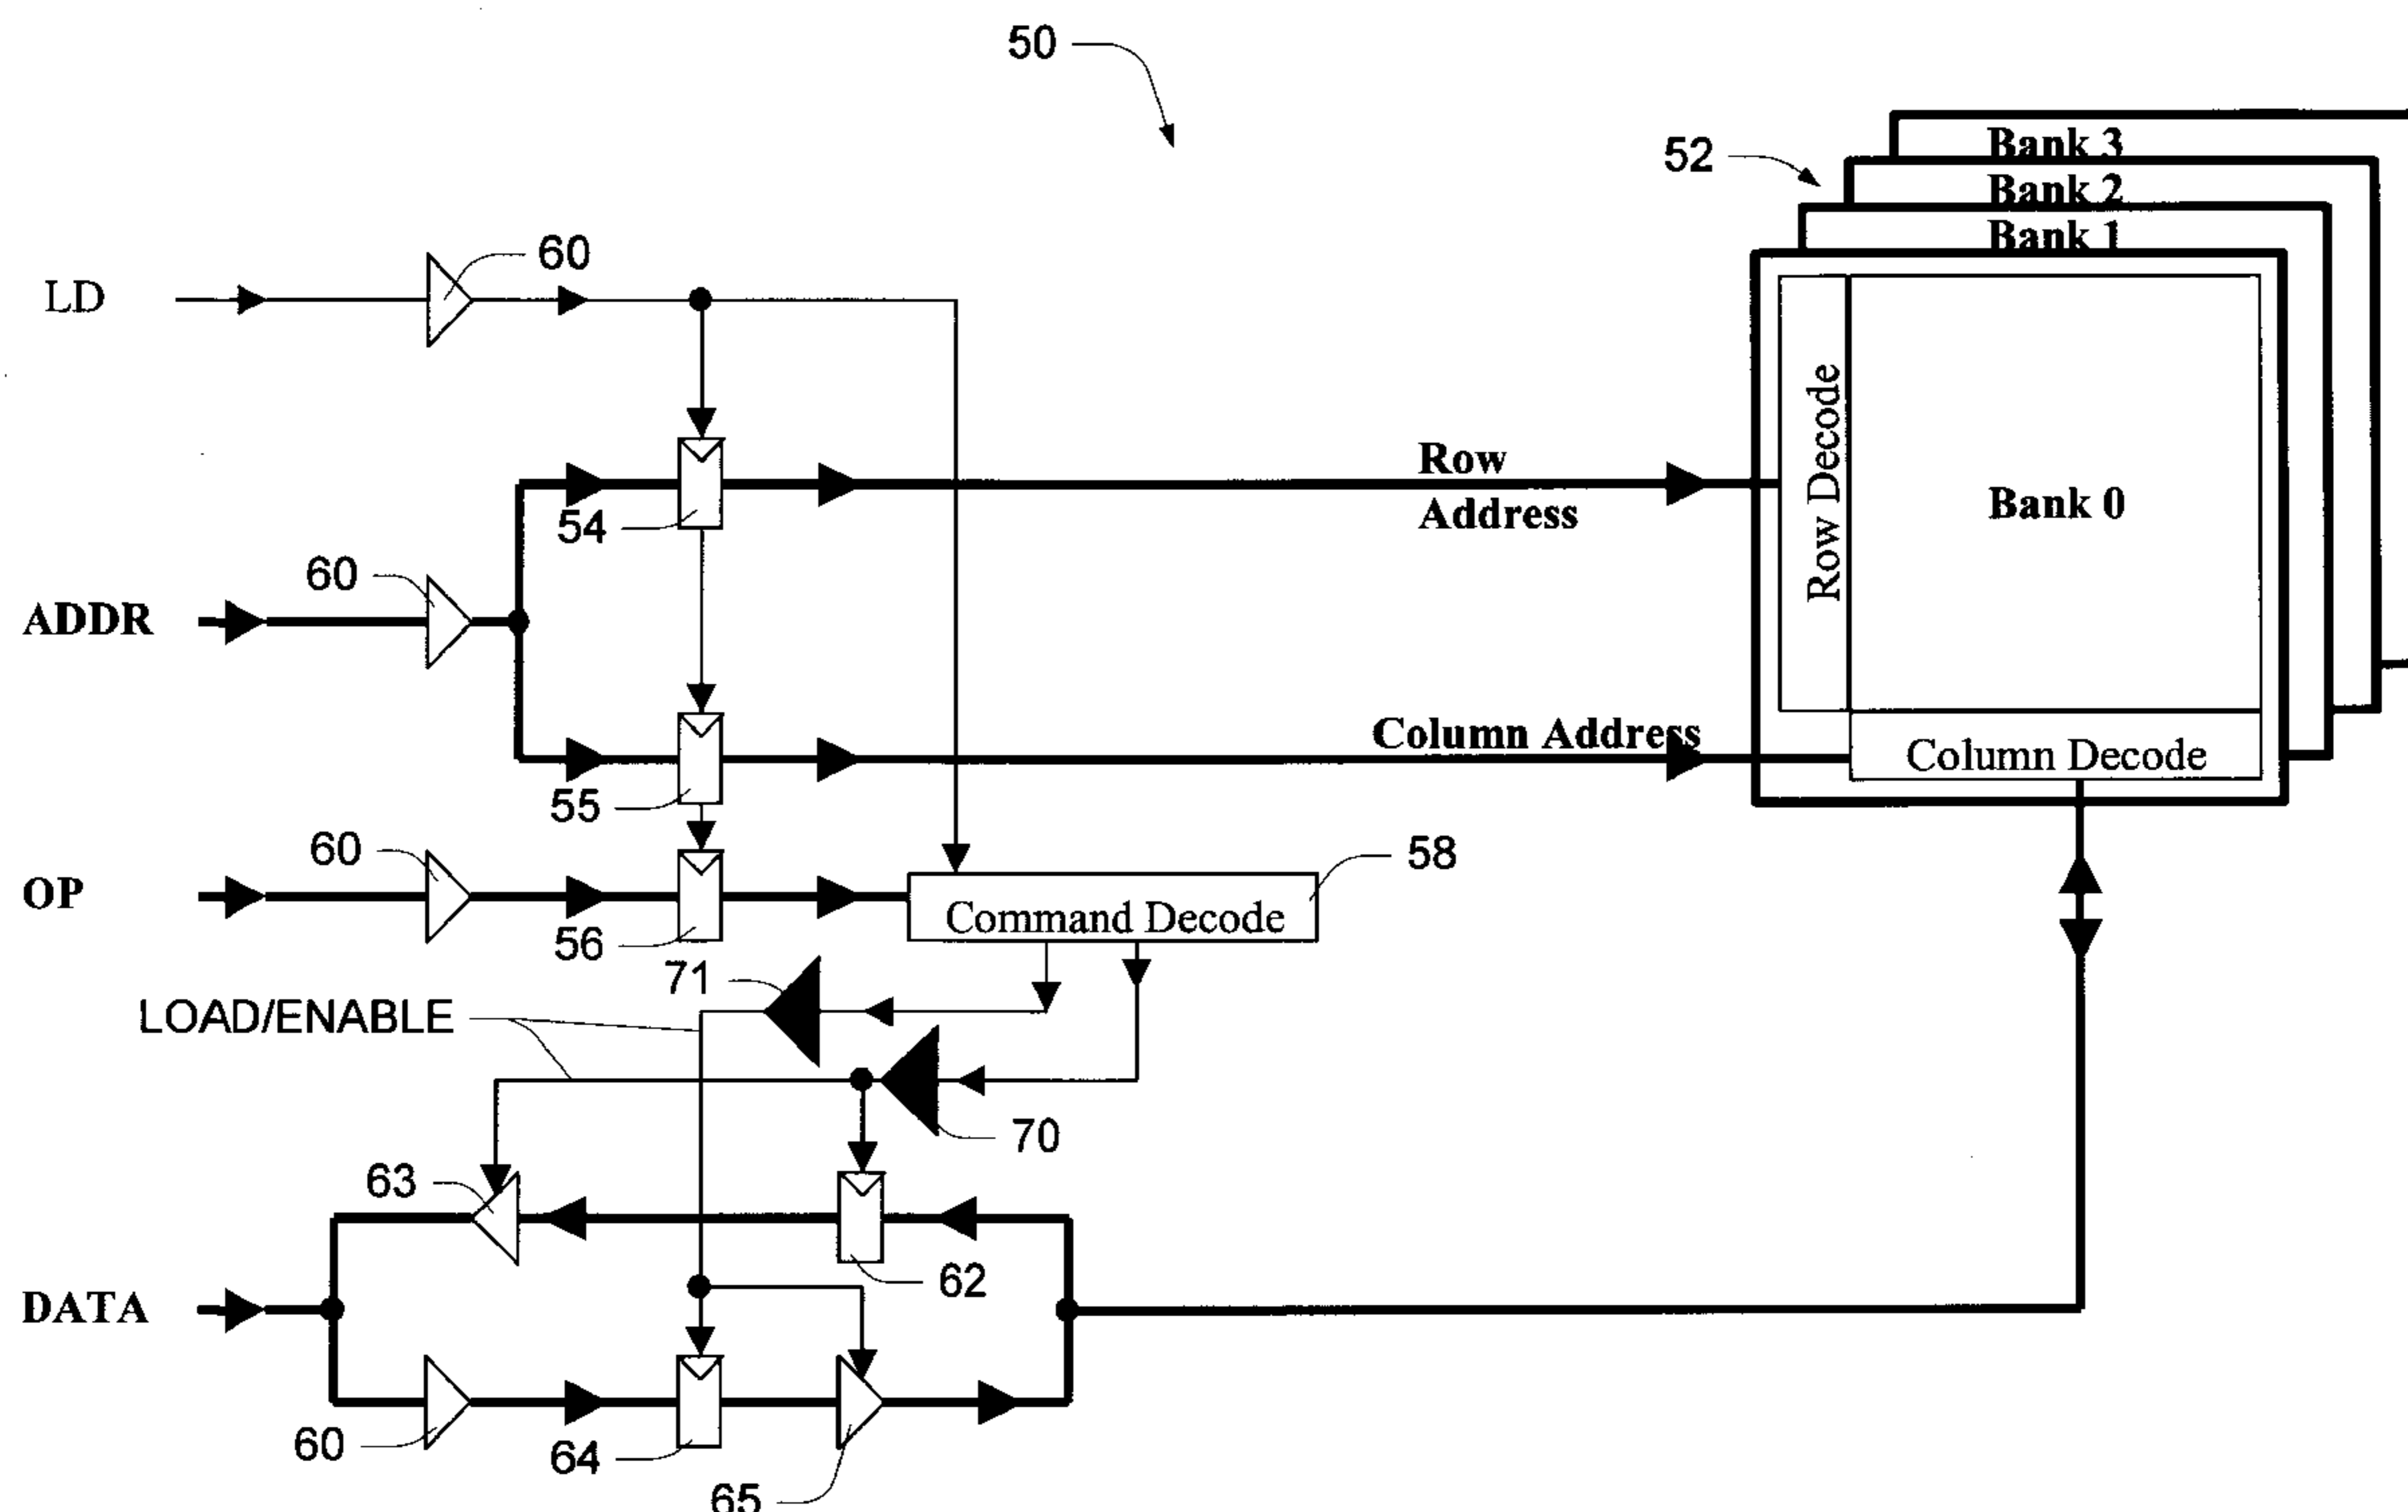 50
Bank 3
52
Bank 2
Bank 1
60
LD
Row Decode
Row
Address
Bank 0
54
60
ADDR
Column Address
Column Decode
55
60
58
OP
Command Decode
56
71
LOAD/ENABLE
70
63
62
DATA
60
64
65